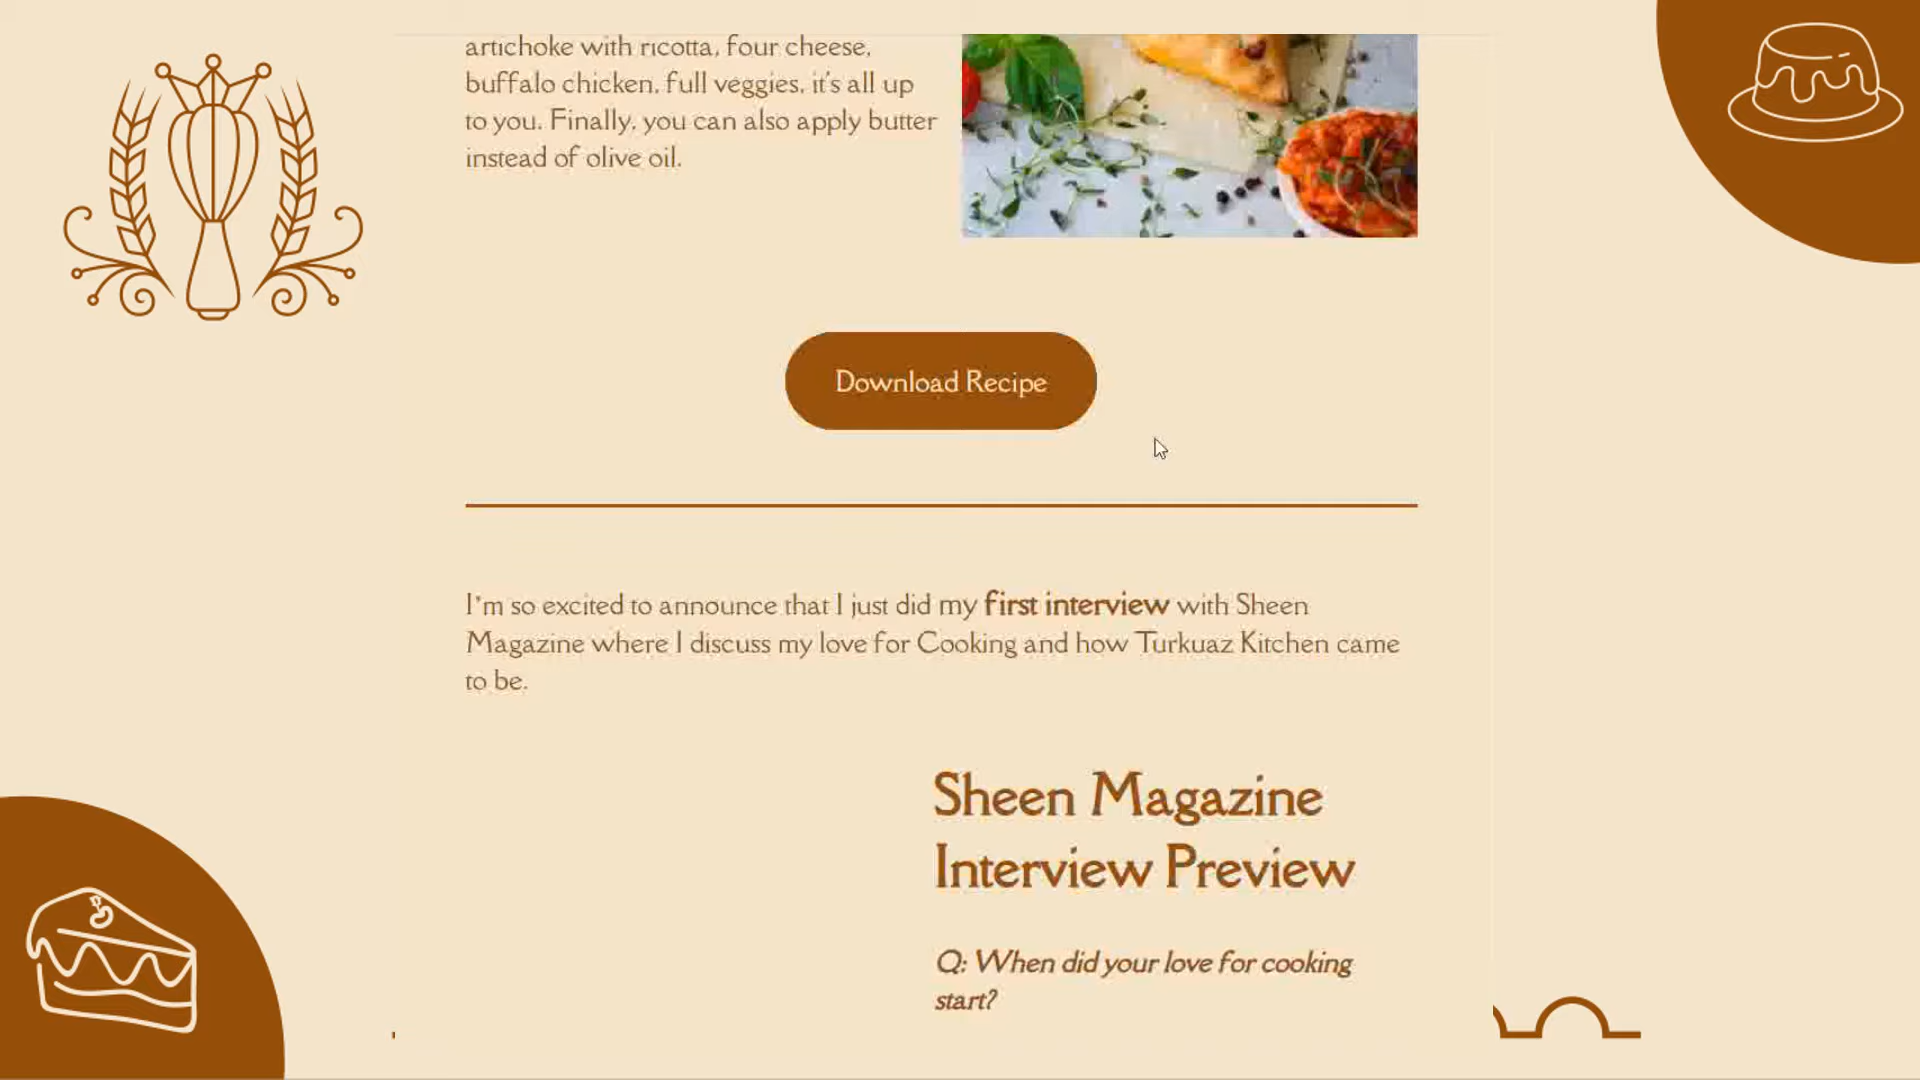 artichoke with ricotta, four cheese,
buffalo chicken, full veggies, it's all up
to you. Finally, you can also apply butter
instead of olive oil.
Download Recipe
I'm so excited to announce that I just did my first interview with Sheen
Magazine where I discuss my love for Cooking and how Turkuaz Kitchen came
to be.
Sheen Magazine
Interview Preview
Q: When did your love for cooking
start?